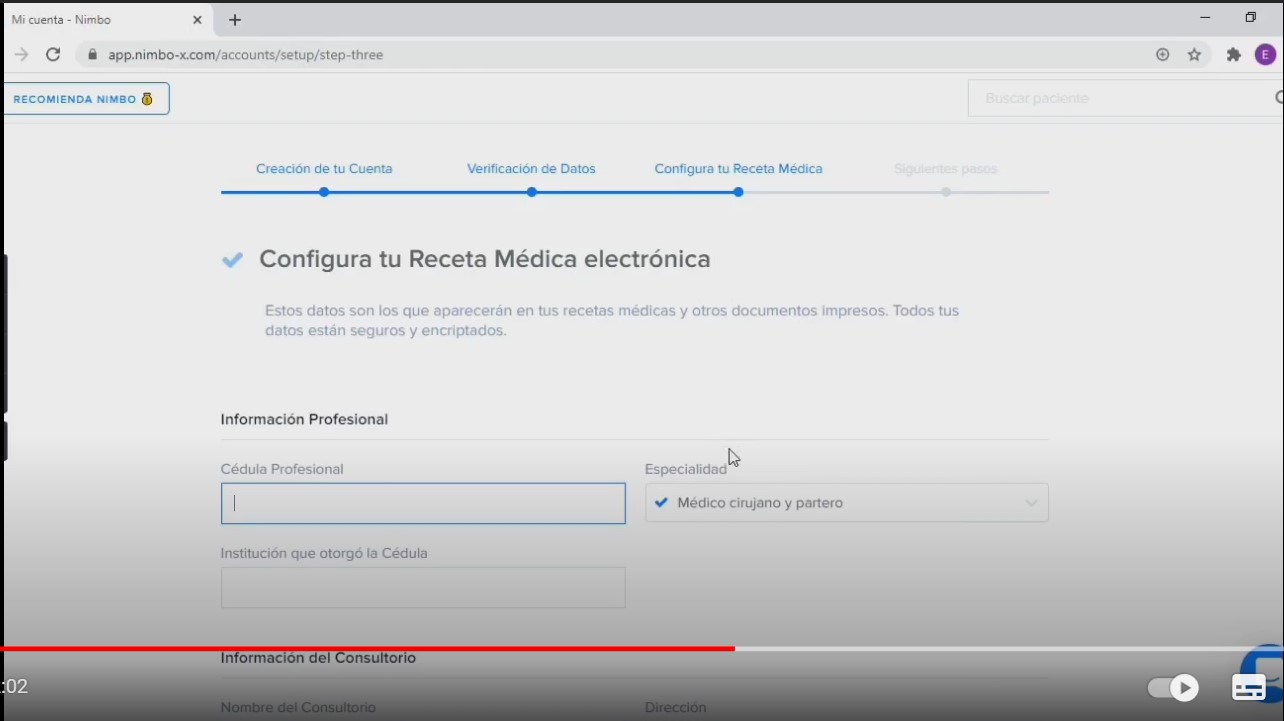 Mi cuenta - Nimbo
app.nimbo-x.com/accounts/setup/step-three
E
RECOMIENDA NIMBO
Buscar paciente
Creación de tu Cuenta
Verificación de Datos
Configura tu Receta Médica
Siguientes pasos
Configura tu Receta Médica electrónica
Estos datos son los que aparecerán en tus recetas médicas y otros documentos impresos. Todos tus
datos están seguros y encriptados.
Información Profesional
Cédula Profesional
Especialidad
Médico cirujano y partero
Institución que otorgó la Cédula
Información del Consultorio
:02
Nombre del Consultorio
Dirección